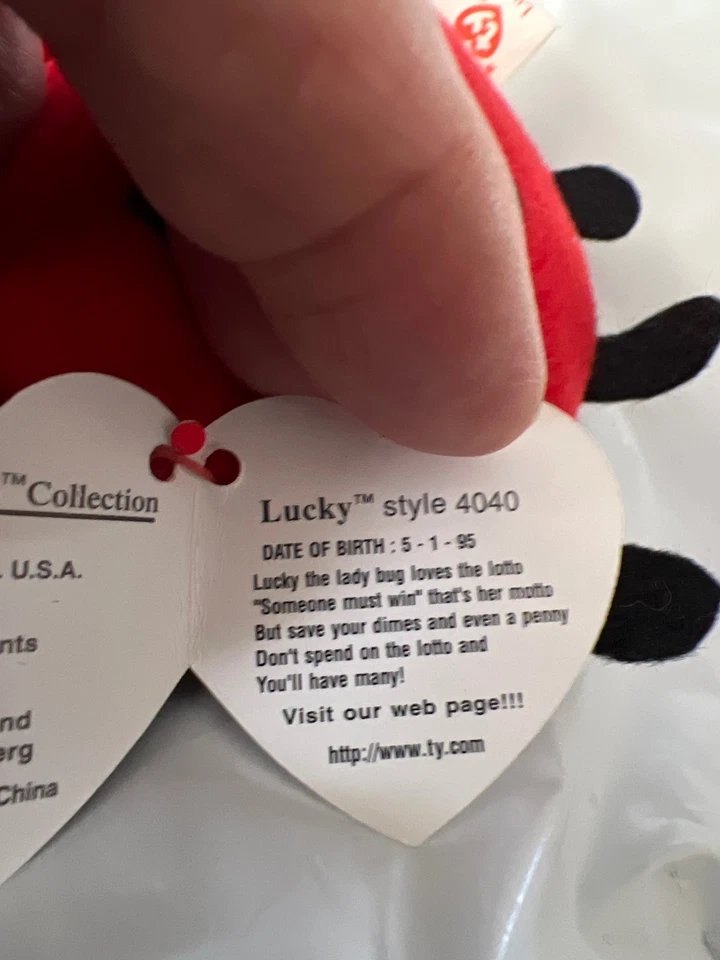 ™Collection
U.S.A.
nts
nd
erg
China
Lucky™ style 4040
DATE OF BIRTH : 5 - 1 - 95
Lucky the lady bug loves the lotto
"Someone must win" that's her motto
But save your dimes and even a penny
Don't spend on the lotto and
You'll have many!
Visit our web page!!!
http://www.ty.com